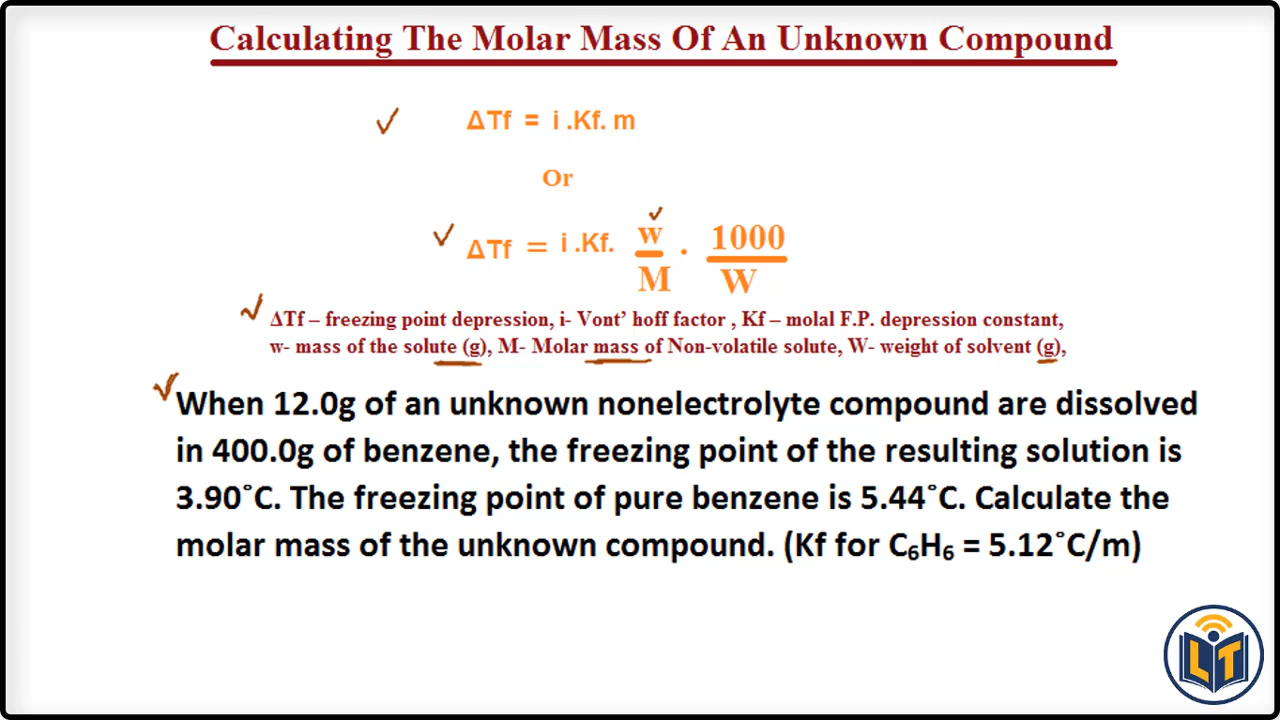 Calculating The Molar Mass Of An Unknown Compound
ΔTf = i .Kf. m
Or
ΔTf = i .Kf. w/M . 1000/W
ΔTf – freezing point depression, i- Vont’ hoff factor , Kf – molal F.P. depression constant,
w- mass of the solute (g), M- Molar mass of Non-volatile solute, W- weight of solvent (g),
When 12.0g of an unknown nonelectrolyte compound are dissolved
in 400.0g of benzene, the freezing point of the resulting solution is
3.90˚C. The freezing point of pure benzene is 5.44˚C. Calculate the
molar mass of the unknown compound. (Kf for C₆H₆ = 5.12˚C/m)
LT